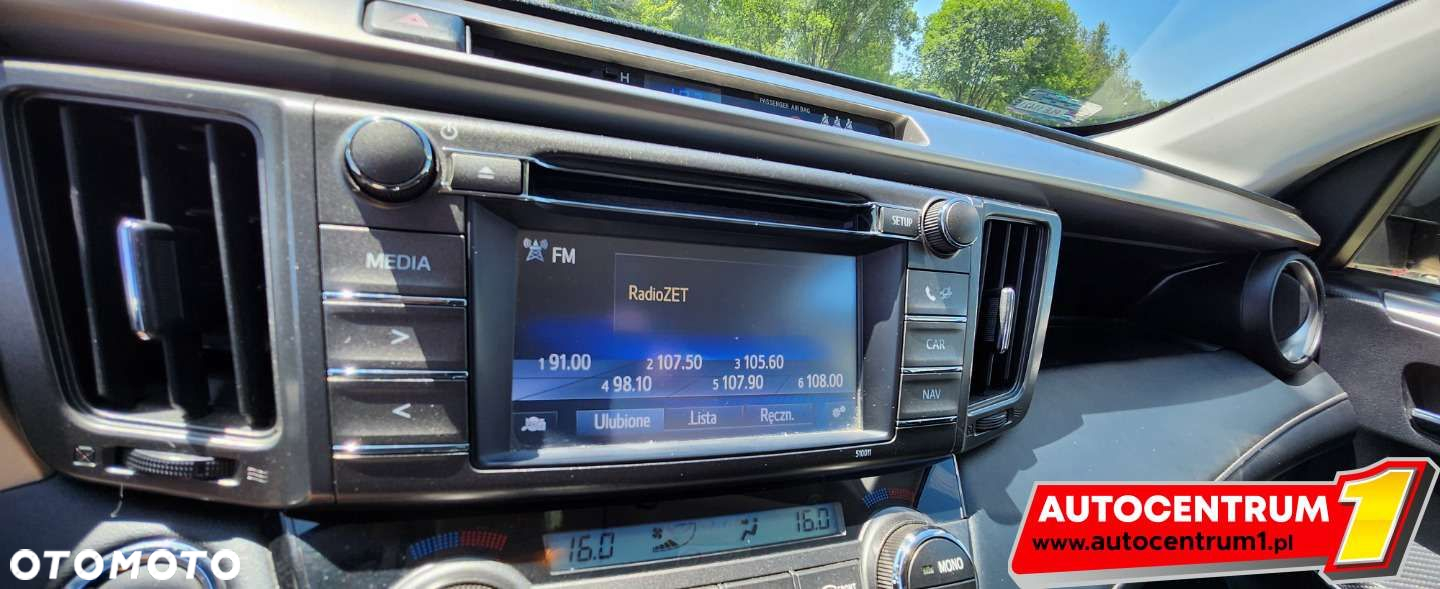 H
PASSENGER AIR BAG
SETUP
MEDIA
FM
RadioZET
>
<
1 91.00 2 107.50 3 105.60
4 98.10 5 107.90 6 108.00
Ulubione Lista Ręczn.
CAR
NAV
510011
16.0 16.0
MONO
AUTOCENTRUM 1
www.autocentrum1.pl
OTOMOTO